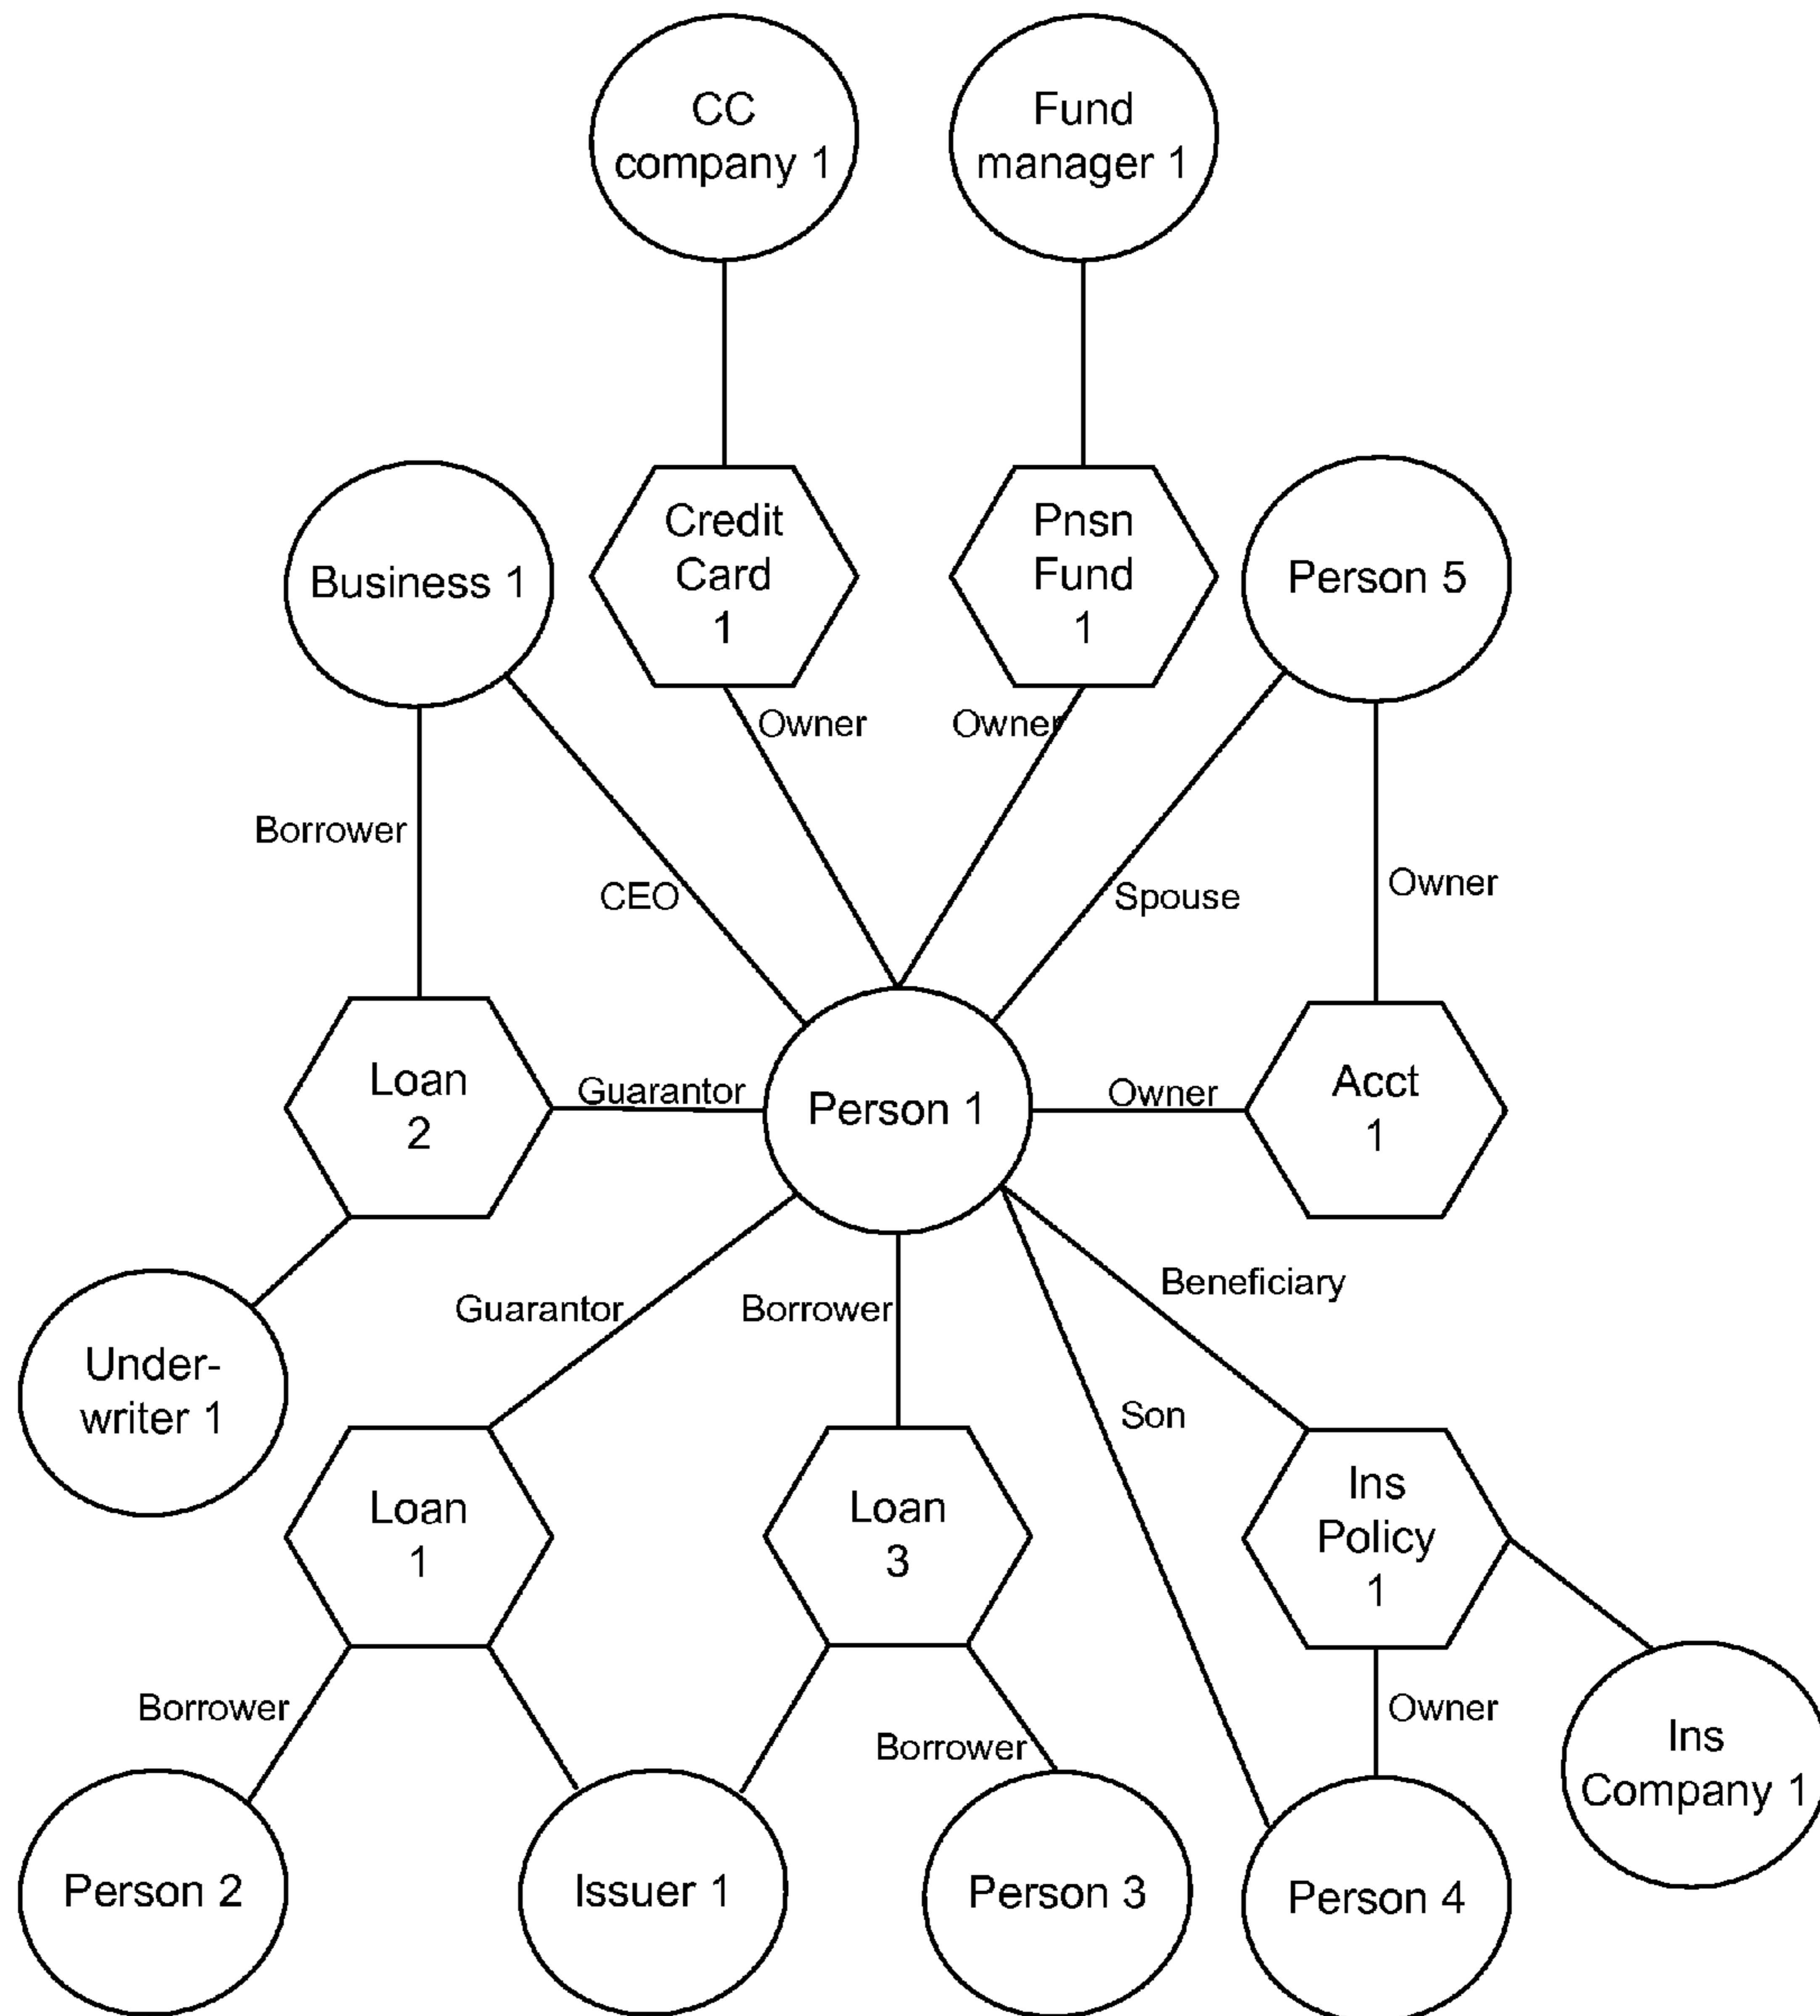 CC
company 1
Fund
manager 1
Business 1
Credit
Card
1
Pnsn
Fund
1
Person 5
Owner
Owner
Borrower
CEO
Spouse
Owner
Loan
2
Guarantor
Person 1
Owner
Acct
1
Guarantor
Borrower
Beneficiary
Under-
writer 1
Son
Loan
1
Loan
3
Ins
Policy
1
Borrower
Borrower
Owner
Ins
Company 1
Person 2
Issuer 1
Person 3
Person 4